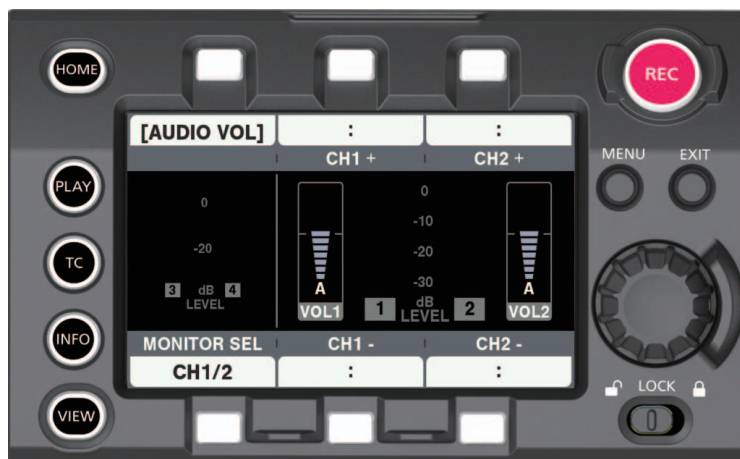 HOME
REC
[AUDIO VOL] : :
CH1 + CH2 +
MENU EXIT
PLAY
0 0
-10
-20 -20
-30
TC
3 dB 4 A dB A
LEVEL VOL1 1 LEVEL 2 VOL2
INFO
MONITOR SEL CH1 - CH2 -
CH1/2 : :
LOCK
VIEW